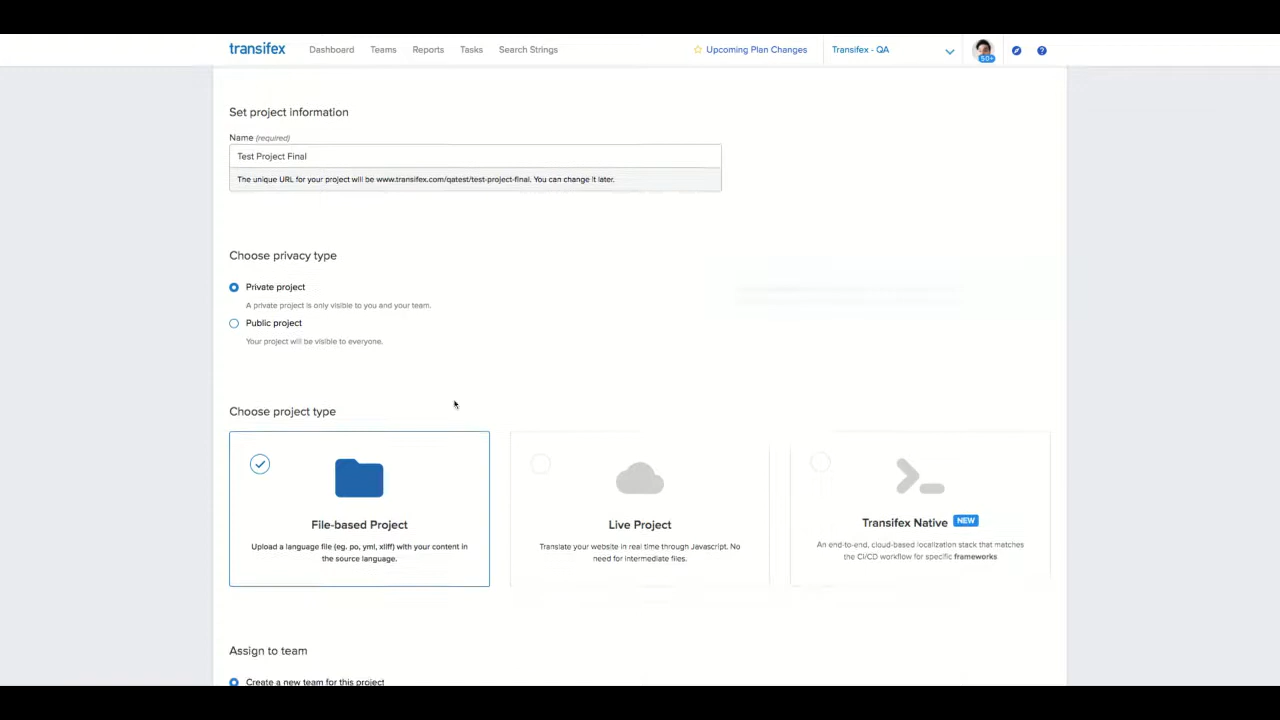 transifex
Dashboard
Teams
Reports
Tasks
Search Strings
Upcoming Plan Changes
Transifex - QA
50+
Set project information
Name (required)
Test Project Final
The unique URL for your project will be www.transifex.com/qatest/test-project-final. You can change it later.
Choose privacy type
Private project
A private project is only visible to you and your team.
Public project
Your project will be visible to everyone.
Choose project type
File-based Project
Upload a language file (eg. po, yml, xliff) with your content in
the source language.
Live Project
Translate your website in real time through Javascript. No
need for intermediate files.
Transifex Native NEW
An end-to-end, cloud-based localization stack that matches
the CI/CD workflow for specific frameworks
Assign to team
Create a new team for this project